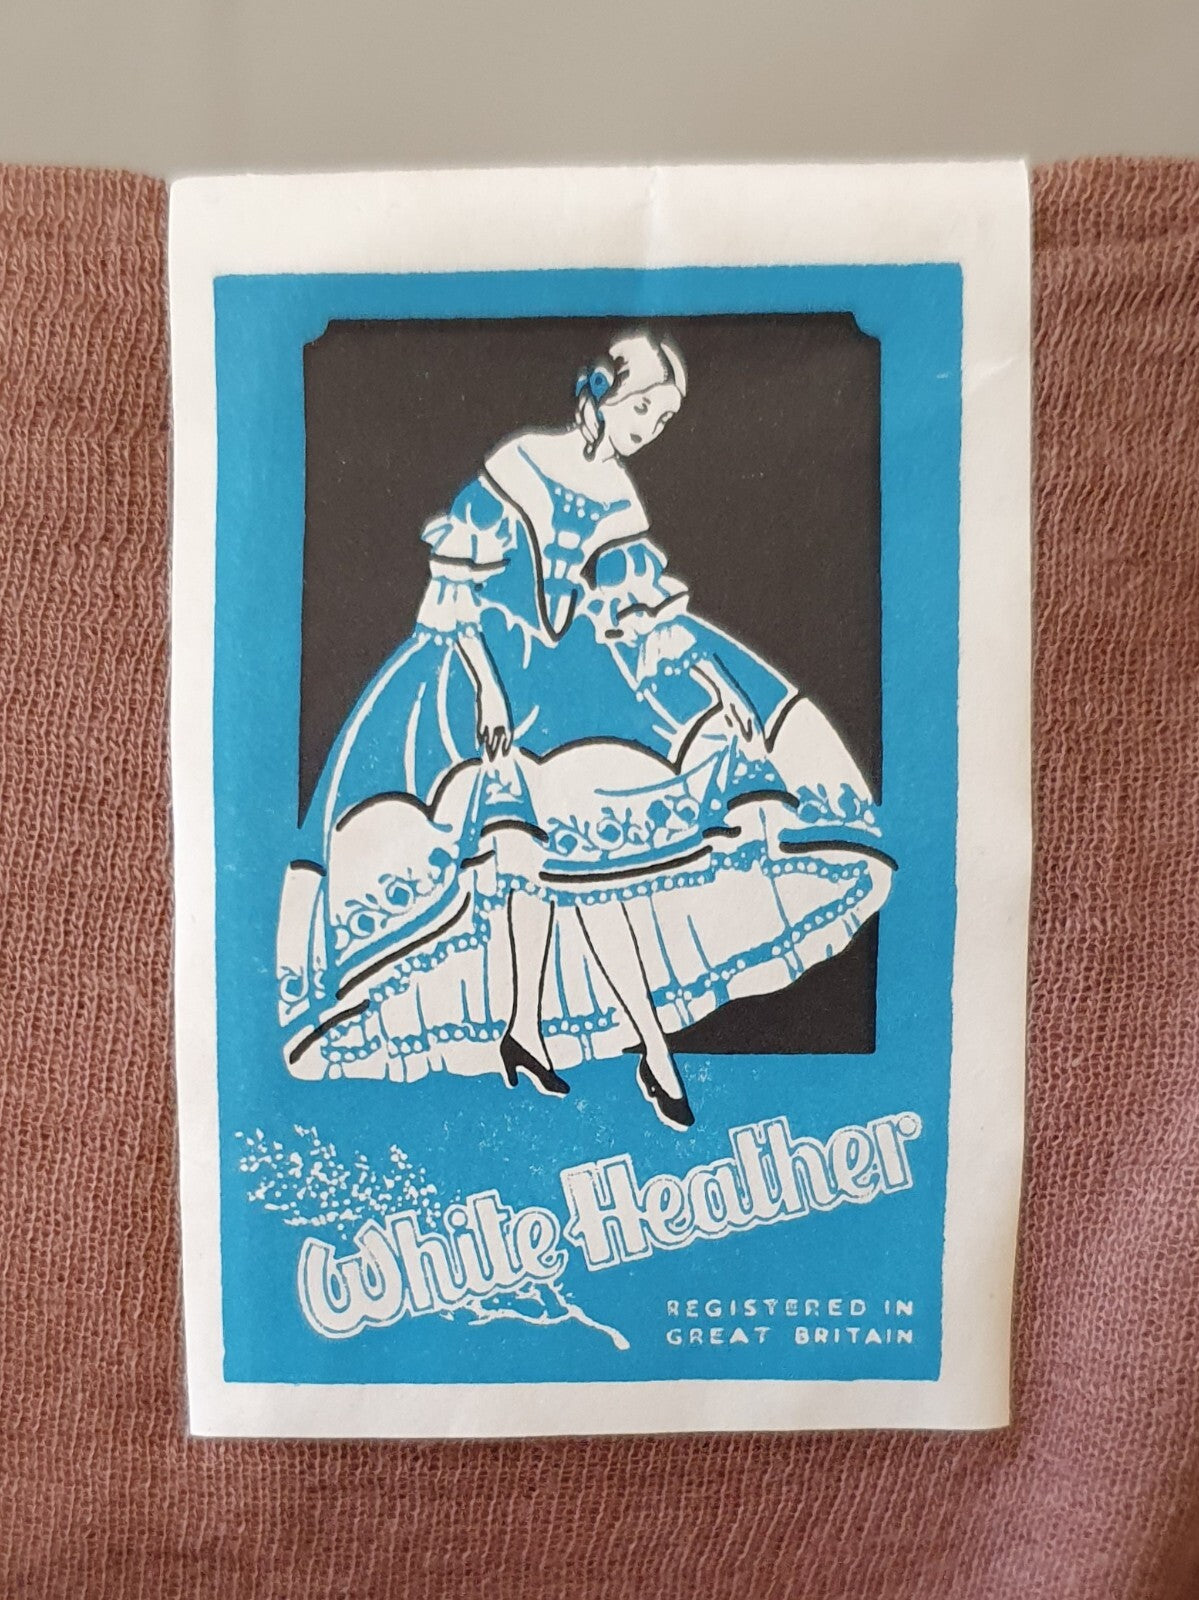 White Heather
REGISTERED IN
GREAT BRITAIN